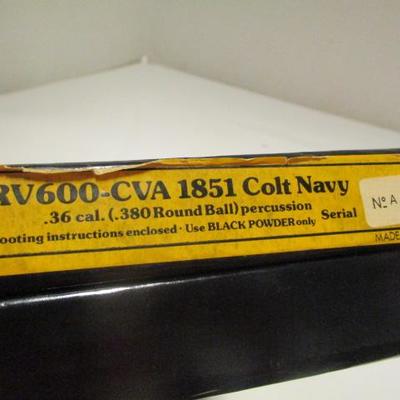 RV600-CVA 1851 Colt Navy
.36 cal. (.380 Round Ball) percussion
ooting instructions enclosed · Use BLACK POWDER only Serial
No A
MADE